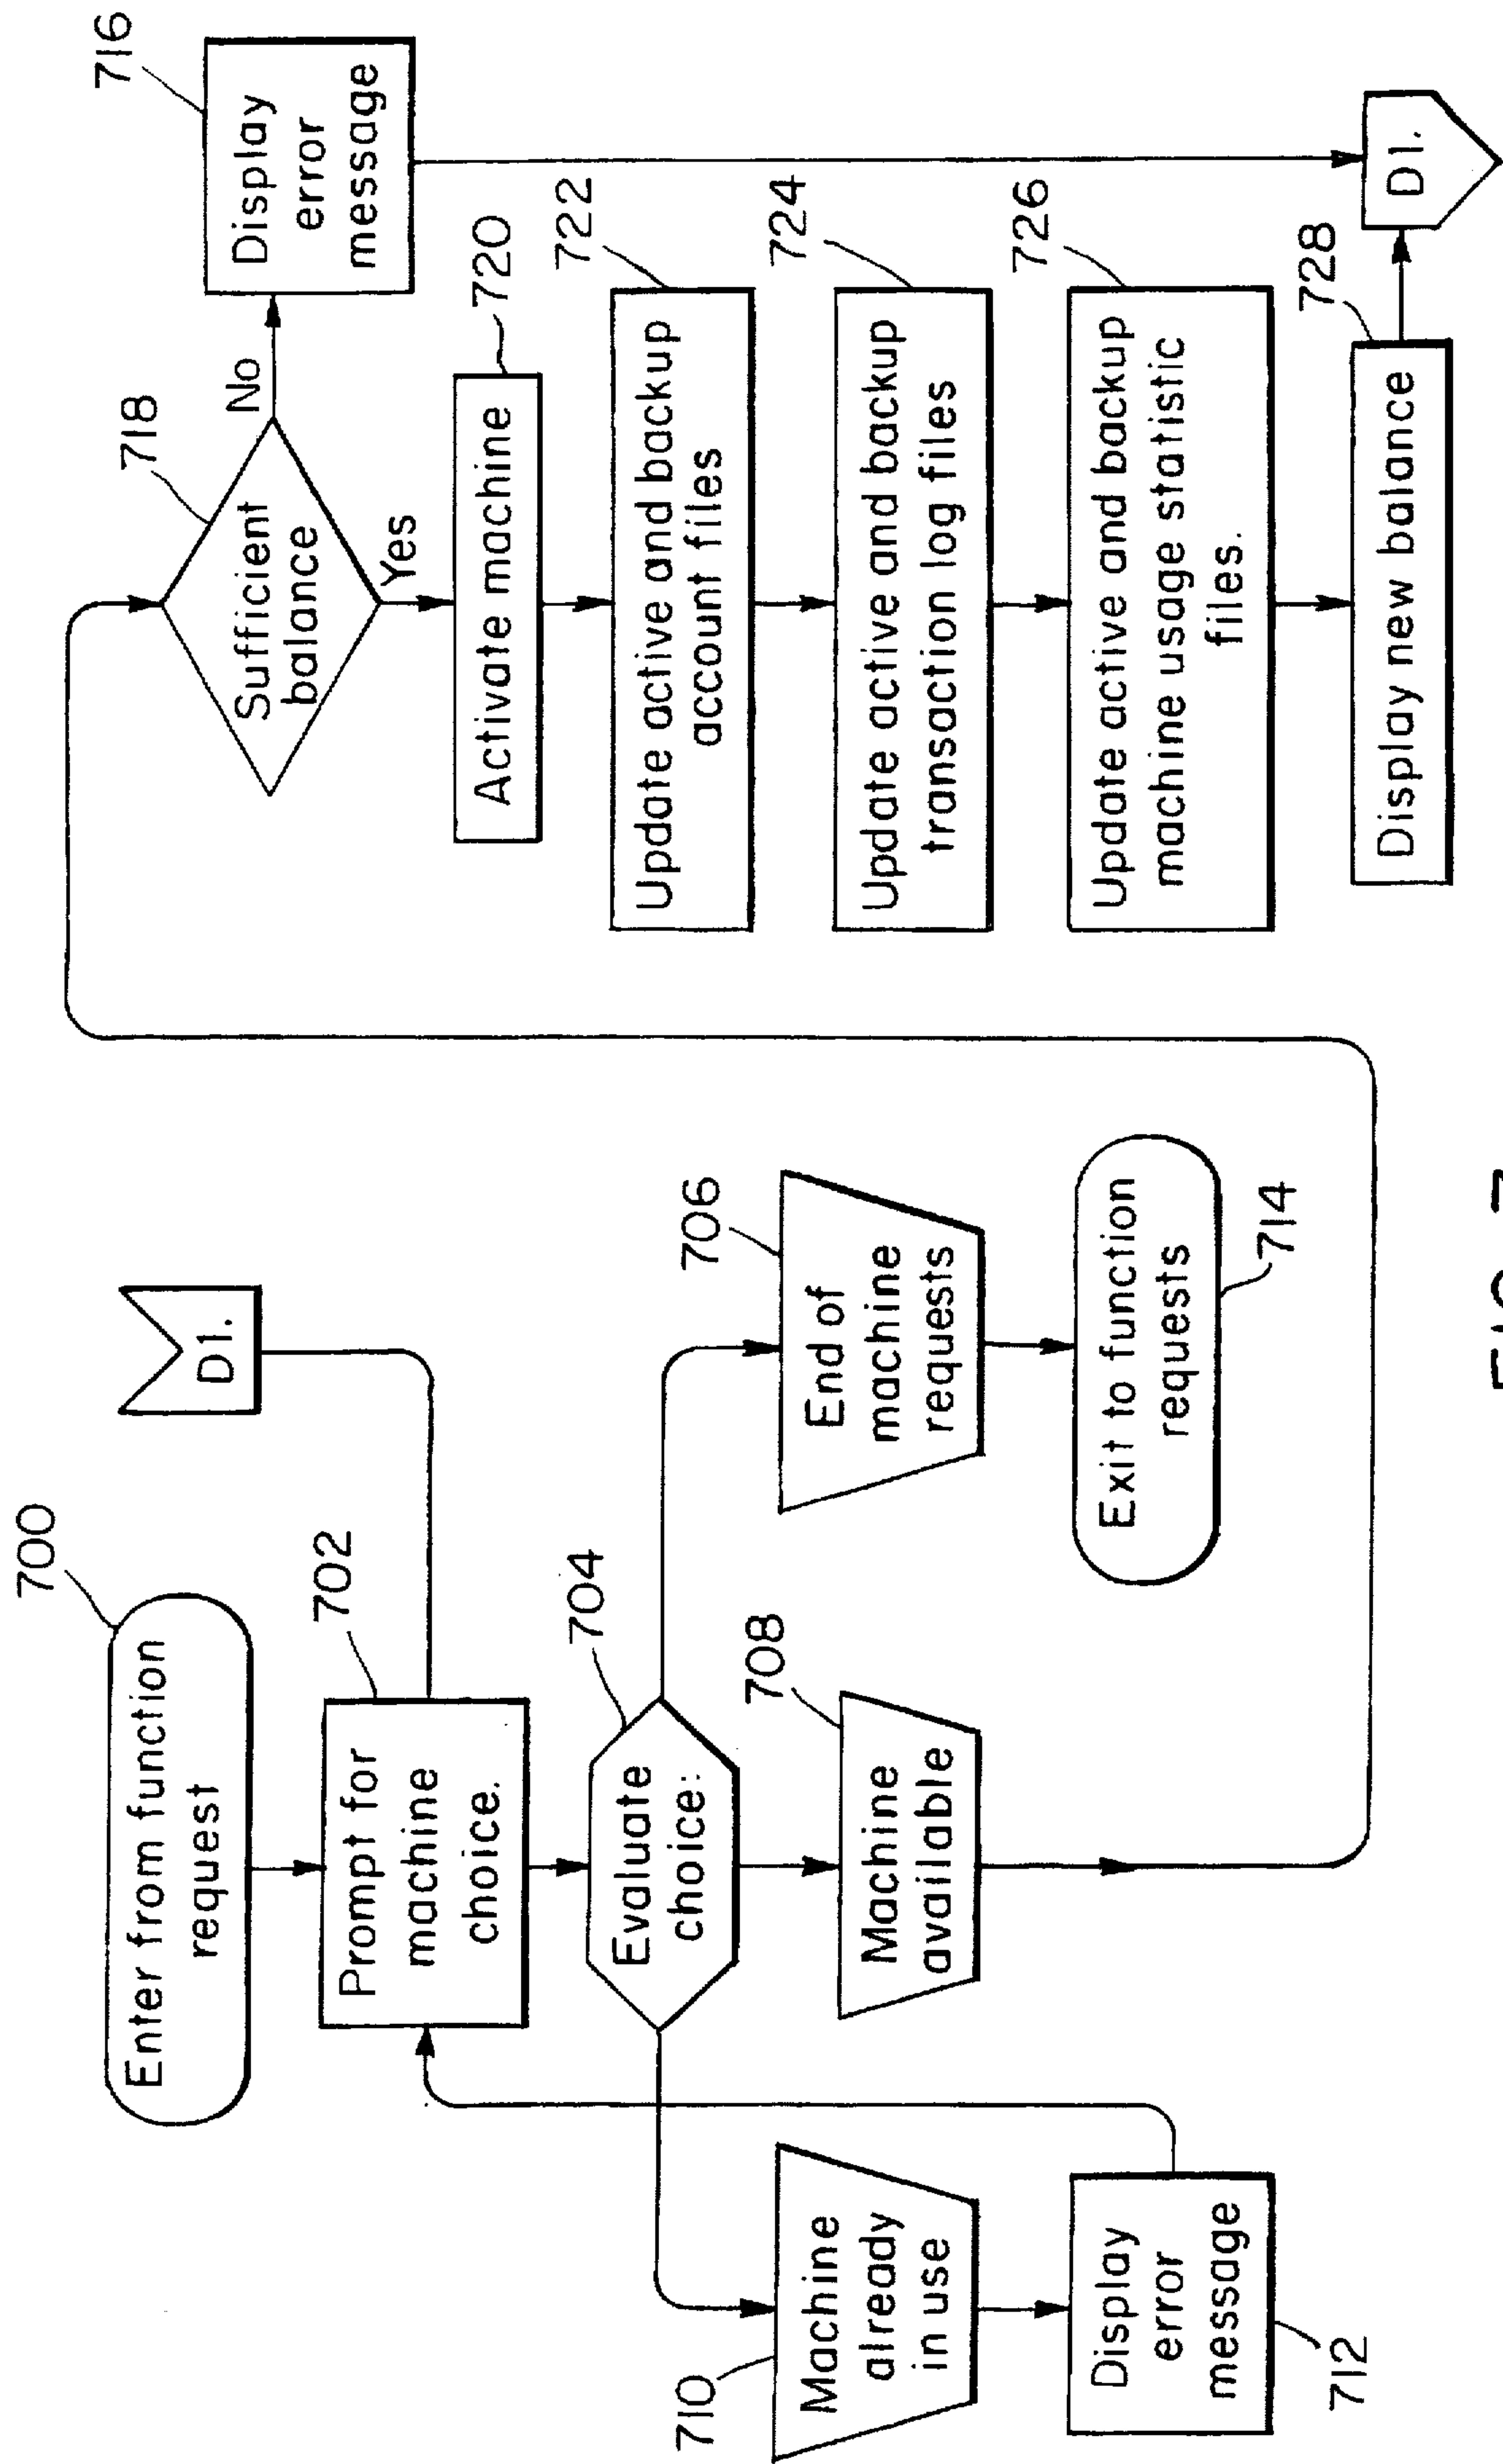 700
Enter from function
request
D1.
702
Prompt for
machine
choice.
704
Evaluate
choice:
710
Machine
already
in use
708
Machine
available
706
End of
machine
requests
712
Display
error
message
Exit to function
requests
714
718
Sufficient
balance
No
Yes
716
Display
error
message
720
Activate machine
722
Update active and backup
account files
724
Update active and backup
transaction log files
726
Update active and backup
machine usage statistic
files.
728
Display new balance
D1.